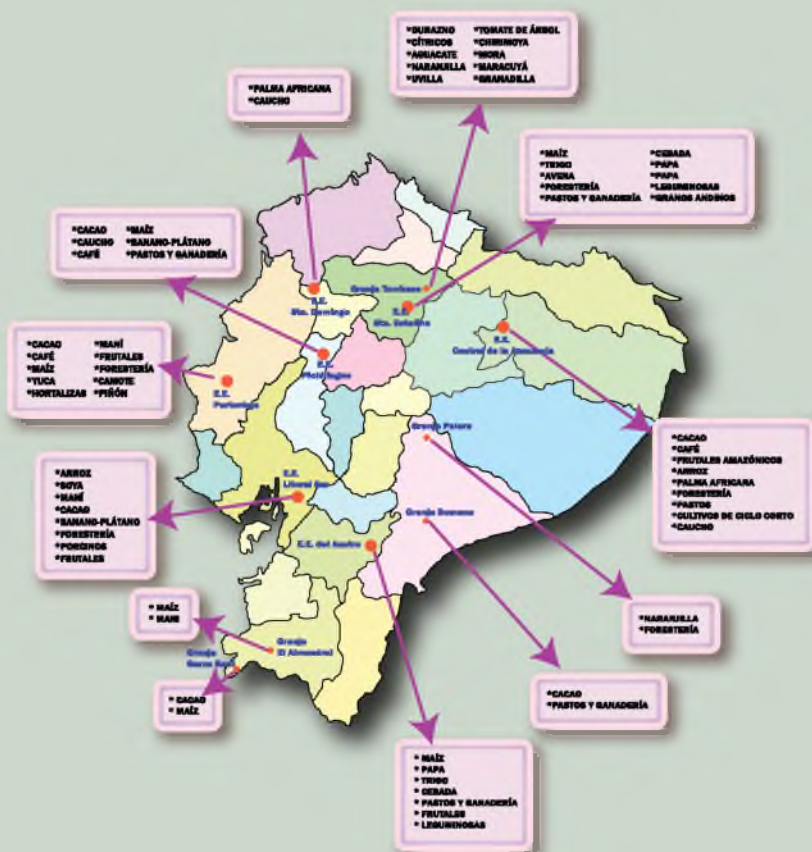 *DURAZNO *TOMATE DE ÁRBOL
*CÍTRICOS *CHIRIMOYA
*AGUACATE *MORA
*NARANJILLA *MARACUYÁ
*UVILLA *GRANADILLA
*PALMA AFRICANA
*CAUCHO
*MAÍZ *CEBADA
*TRIGO *PAPA
*AVENA *PAPA
*FORESTERÍA *LEGUMINOSAS
*PASTOS Y GANADERÍA *GRANOS ANDINOS
*CACAO *MAÍZ
*CAUCHO *BANANO-PLÁTANO
*CAFÉ *PASTOS Y GANADERÍA
Granja Tumbaco
E.E.
Sto. Domingo
E.E.
Sta. Catalina
E.E.
Central de la Amazonía
E.E.
Pichilingue
*CACAO *MANÍ
*CAFÉ *FRUTALES
*MAÍZ *FORESTERÍA
*YUCA *CAMOTE
*HORTALIZAS *PIÑÓN
E.E.
Portoviejo
Granja Palora
*CACAO
*CAFÉ
*FRUTALES AMAZÓNICOS
*ARROZ
*PALMA AFRICANA
*FORESTERÍA
*PASTOS
*CULTIVOS DE CICLO CORTO
*CAUCHO
*ARROZ
*SOYA
*MANÍ
*CACAO
*BANANO-PLÁTANO
*FORESTERÍA
*PORCINOS
*FRUTALES
E.E.
Litoral Sur
Granja Domono
E.E. del Austro
* MAÍZ
* MANI
*NARANJILLA
*FORESTERÍA
Granja
El Almendral
Granja
* CACAO
* MAÍZ
*CACAO
*PASTOS Y GANADERÍA
* MAÍZ
* PAPA
* TRIGO
* CEBADA
* PASTOS Y GANADERÍA
* FRUTALES
* LEGUMINOSAS